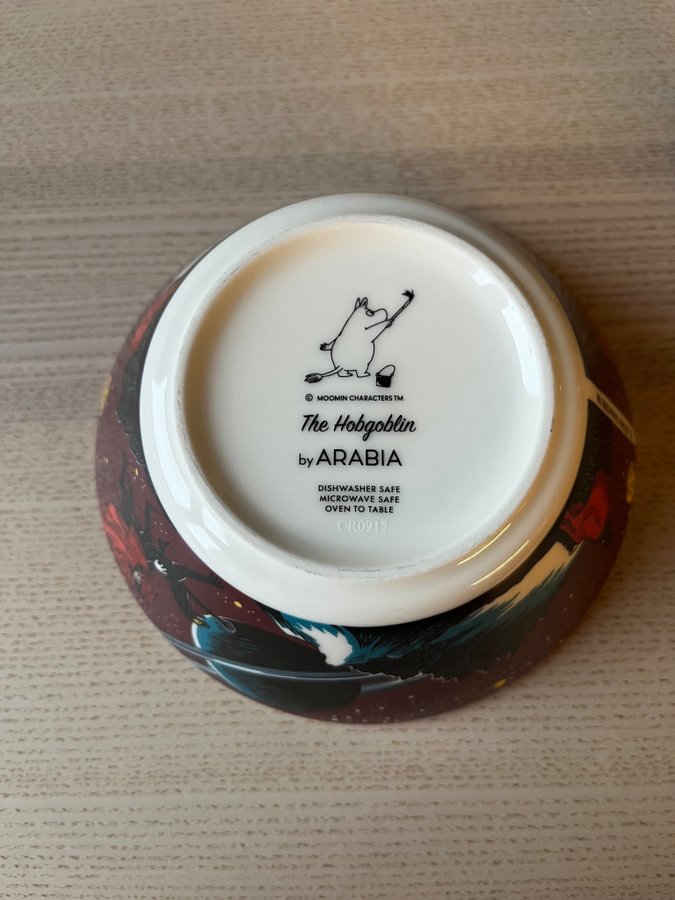 © MOOMIN CHARACTERS TM
The Hobgoblin
by ARABIA
DISHWASHER SAFE
MICROWAVE SAFE
OVEN TO TABLE
CR0917